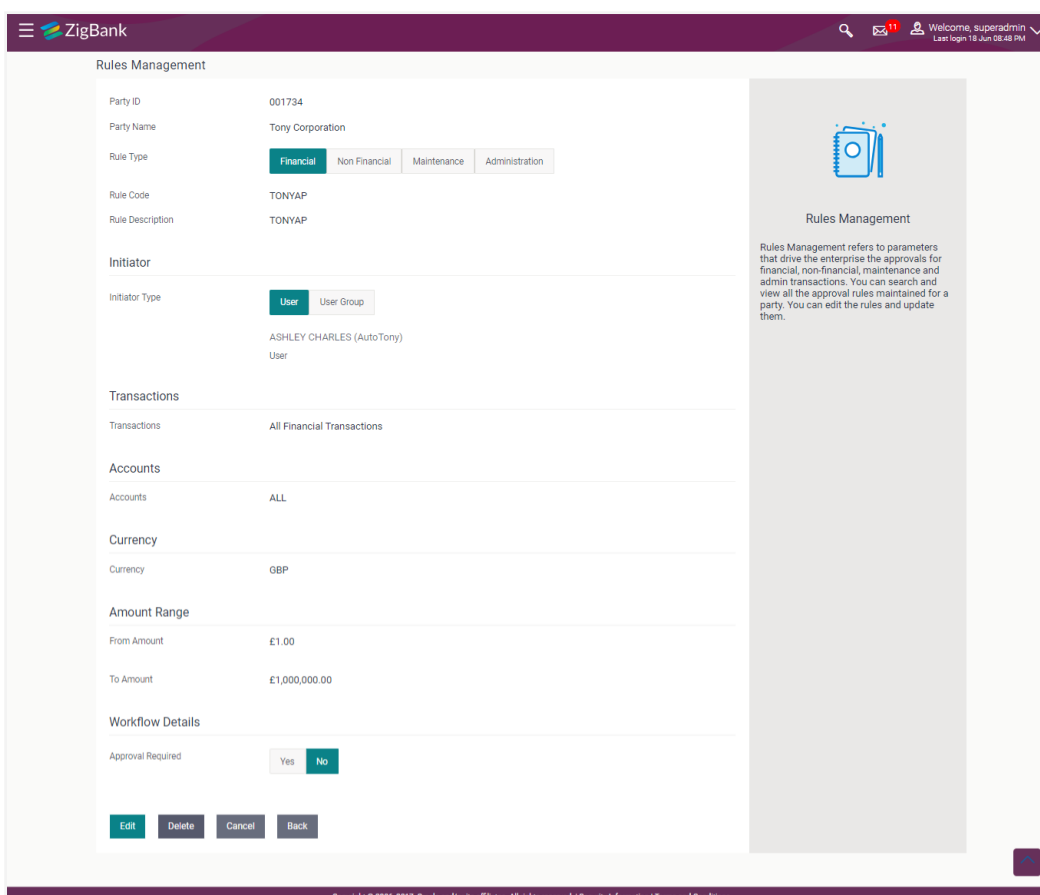 ZigBank
11
Welcome, superadmin
Last login 18 Jun 08:48 PM
Rules Management
Party ID 001734
Party Name Tony Corporation
Rule Type Financial Non Financial Maintenance Administration
Rule Code TONYAP
Rule Description TONYAP
Initiator
Initiator Type User User Group
ASHLEY CHARLES (AutoTony)
User
Transactions
Transactions All Financial Transactions
Accounts
Accounts ALL
Currency
Currency GBP
Amount Range
From Amount £1.00
To Amount £1,000,000.00
Workflow Details
Approval Required Yes No
Edit Delete Cancel Back
Rules Management
Rules Management refers to parameters
that drive the enterprise the approvals for
financial, non-financial, maintenance and
admin transactions. You can search and
view all the approval rules maintained for a
party. You can edit the rules and update
them.